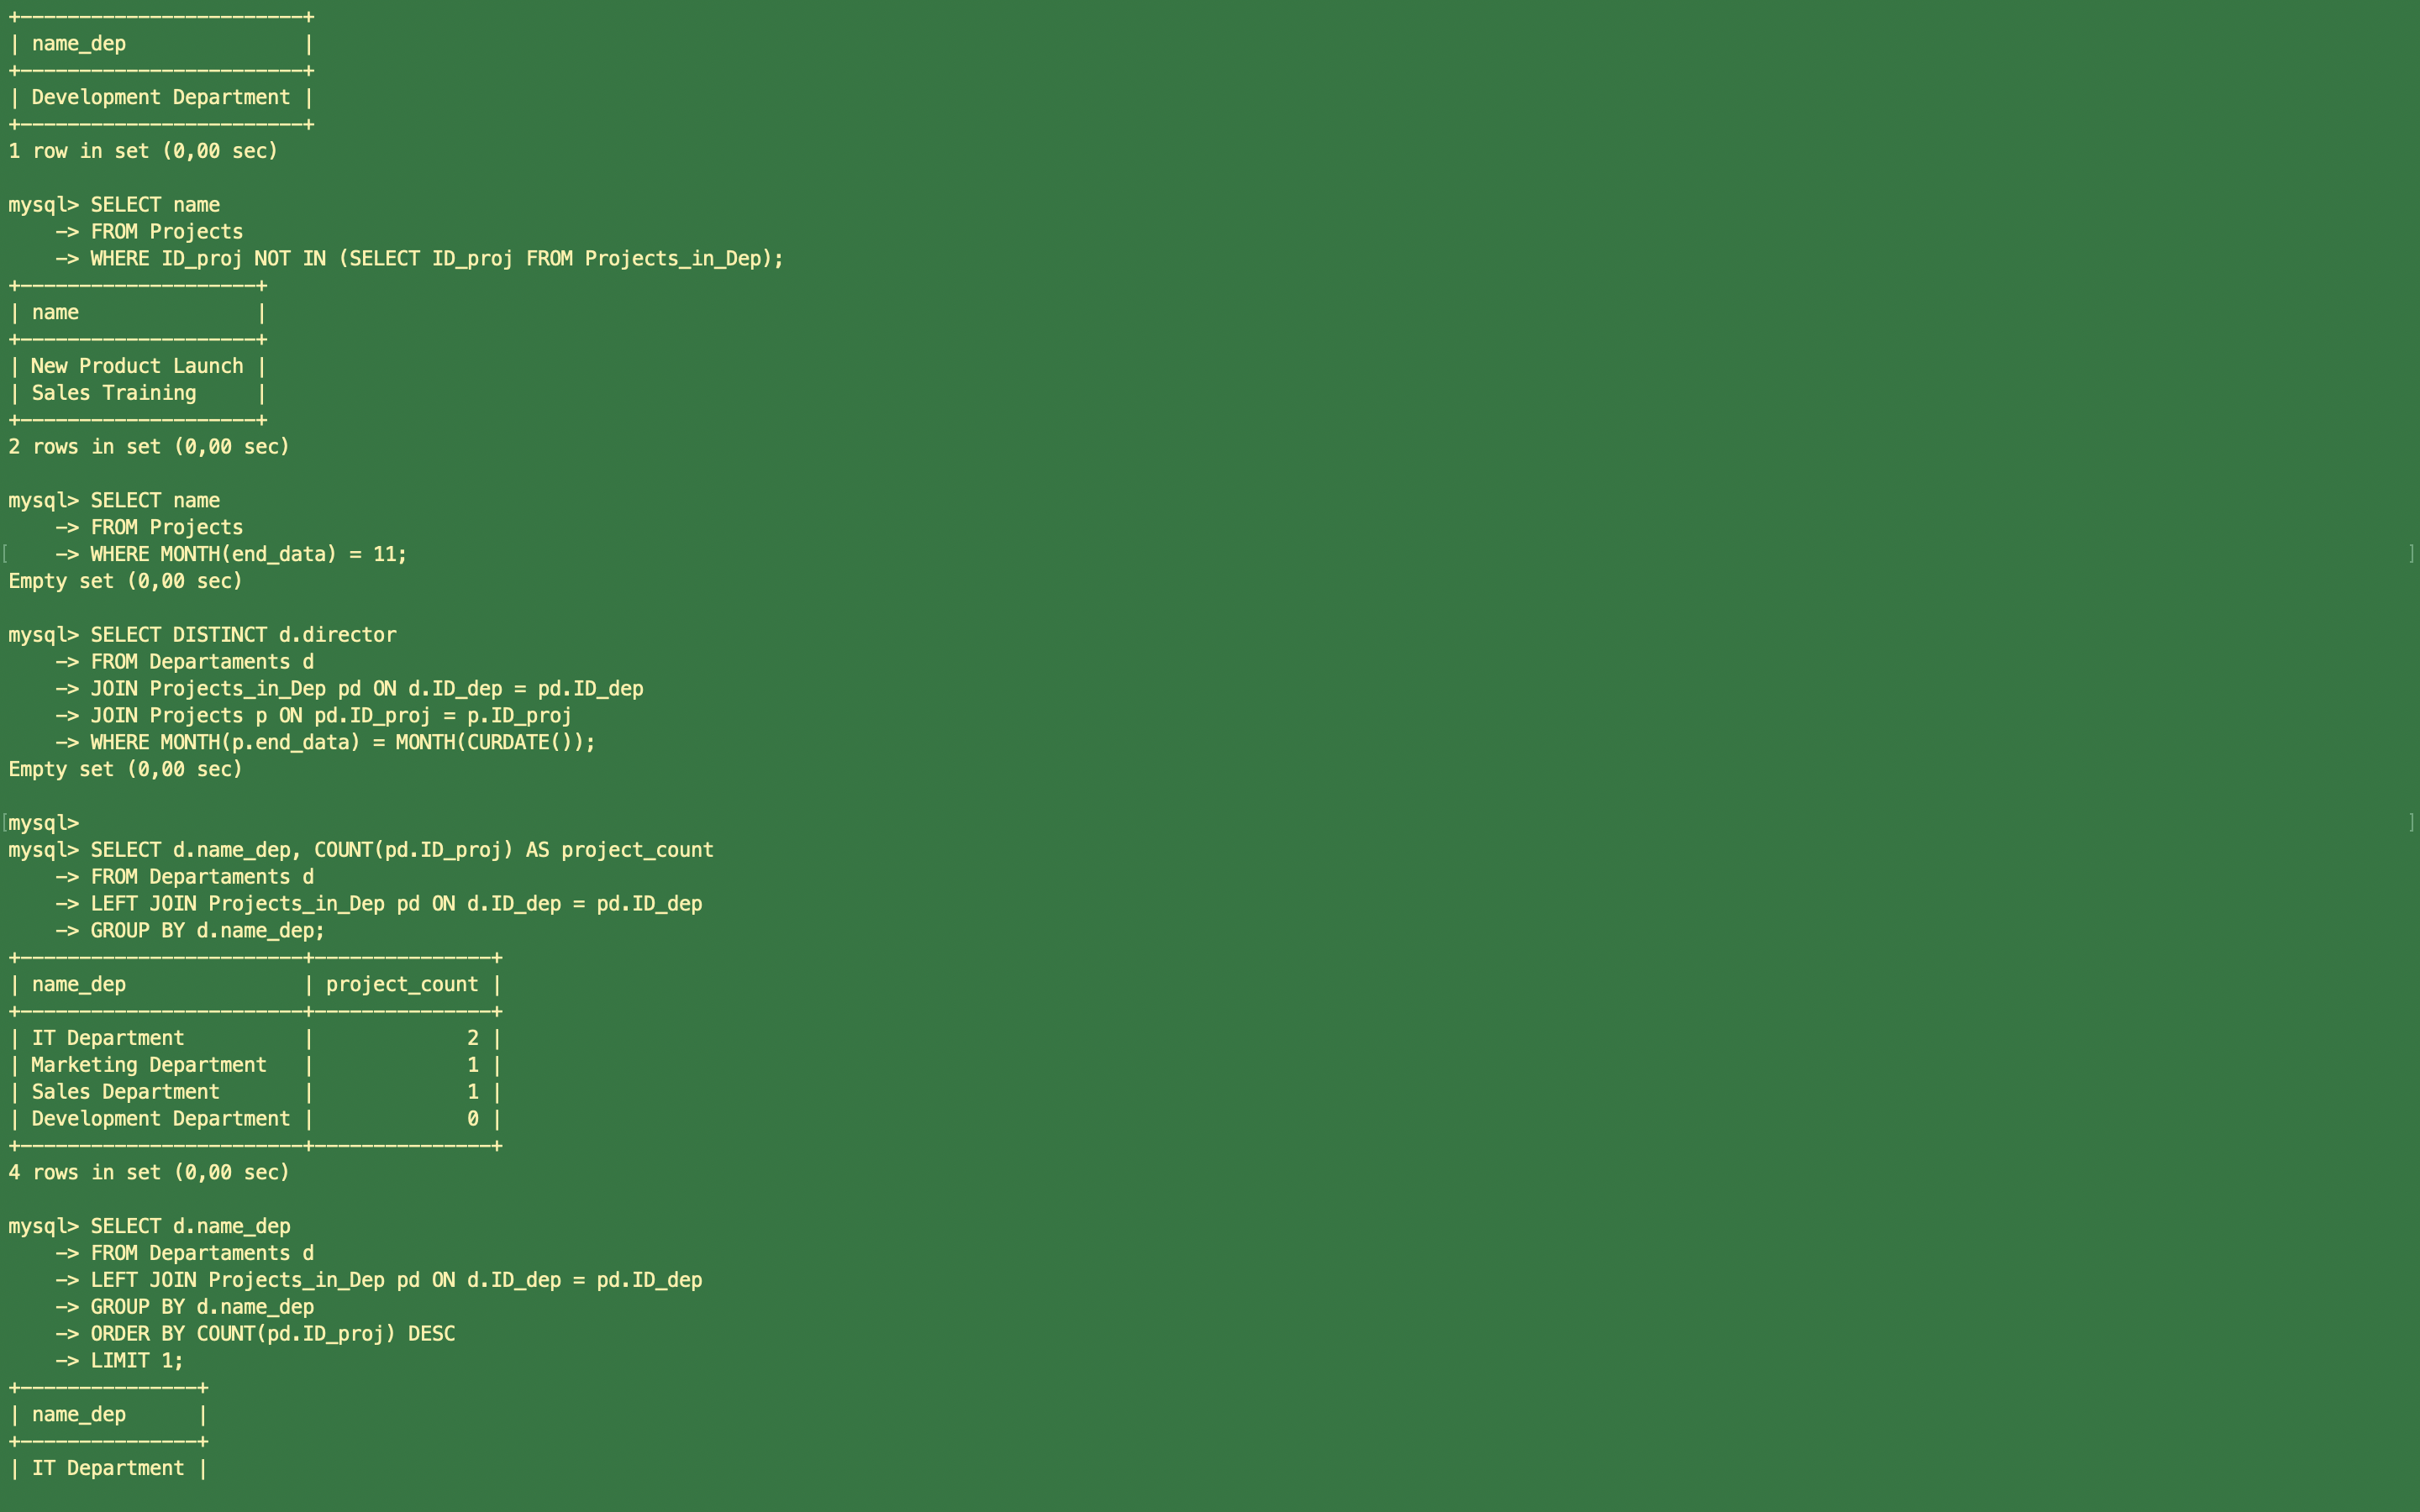 +------------------------+
| name_dep               |
+------------------------+
| Development Department |
+------------------------+
1 row in set (0,00 sec)
mysql> SELECT name
    -> FROM Projects
    -> WHERE ID_proj NOT IN (SELECT ID_proj FROM Projects_in_Dep);
+--------------------+
| name               |
+--------------------+
| New Product Launch |
| Sales Training     |
+--------------------+
2 rows in set (0,00 sec)
mysql> SELECT name
    -> FROM Projects
[    -> WHERE MONTH(end_data) = 11; ]
Empty set (0,00 sec)
mysql> SELECT DISTINCT d.director
    -> FROM Departaments d
    -> JOIN Projects_in_Dep pd ON d.ID_dep = pd.ID_dep
    -> JOIN Projects p ON pd.ID_proj = p.ID_proj
    -> WHERE MONTH(p.end_data) = MONTH(CURDATE());
Empty set (0,00 sec)
[mysql> ]
mysql> SELECT d.name_dep, COUNT(pd.ID_proj) AS project_count
    -> FROM Departaments d
    -> LEFT JOIN Projects_in_Dep pd ON d.ID_dep = pd.ID_dep
    -> GROUP BY d.name_dep;
+------------------------+---------------+
| name_dep               | project_count |
+------------------------+---------------+
| IT Department          |             2 |
| Marketing Department   |             1 |
| Sales Department       |             1 |
| Development Department |             0 |
+------------------------+---------------+
4 rows in set (0,00 sec)
mysql> SELECT d.name_dep
    -> FROM Departaments d
    -> LEFT JOIN Projects_in_Dep pd ON d.ID_dep = pd.ID_dep
    -> GROUP BY d.name_dep
    -> ORDER BY COUNT(pd.ID_proj) DESC
    -> LIMIT 1;
+---------------+
| name_dep      |
+---------------+
| IT Department |